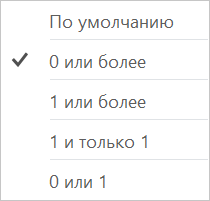 По умолчанию
0 или более
1 или более
1 и только 1
0 или 1